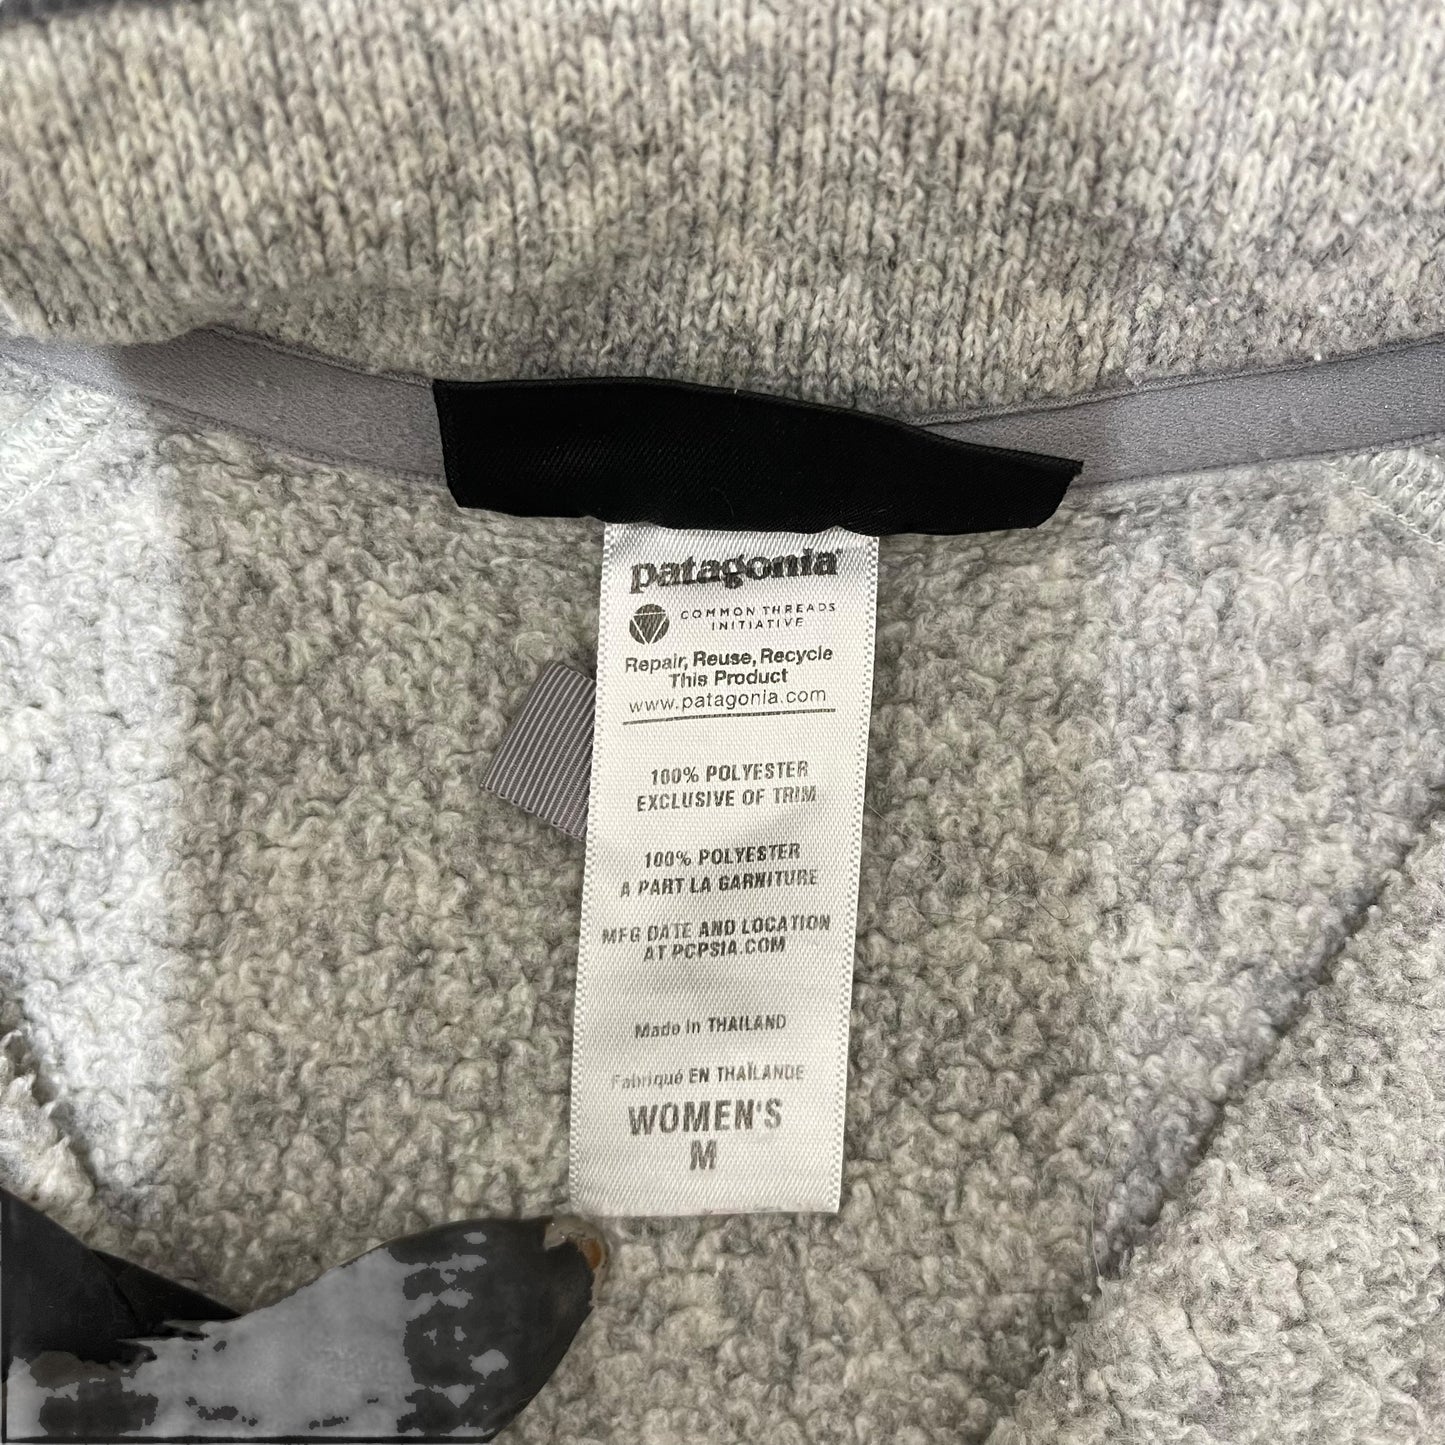 patagonia®
COMMON THREADS
INITIATIVE
Repair, Reuse, Recycle
This Product
www.patagonia.com
100% POLYESTER
EXCLUSIVE OF TRIM
100% POLYESTER
A PART LA GARNITURE
MFG DATE AND LOCATION
AT PCPSIA.COM
Made in THAILAND
Fabriqué EN THAÏLANDE
WOMEN'S
M